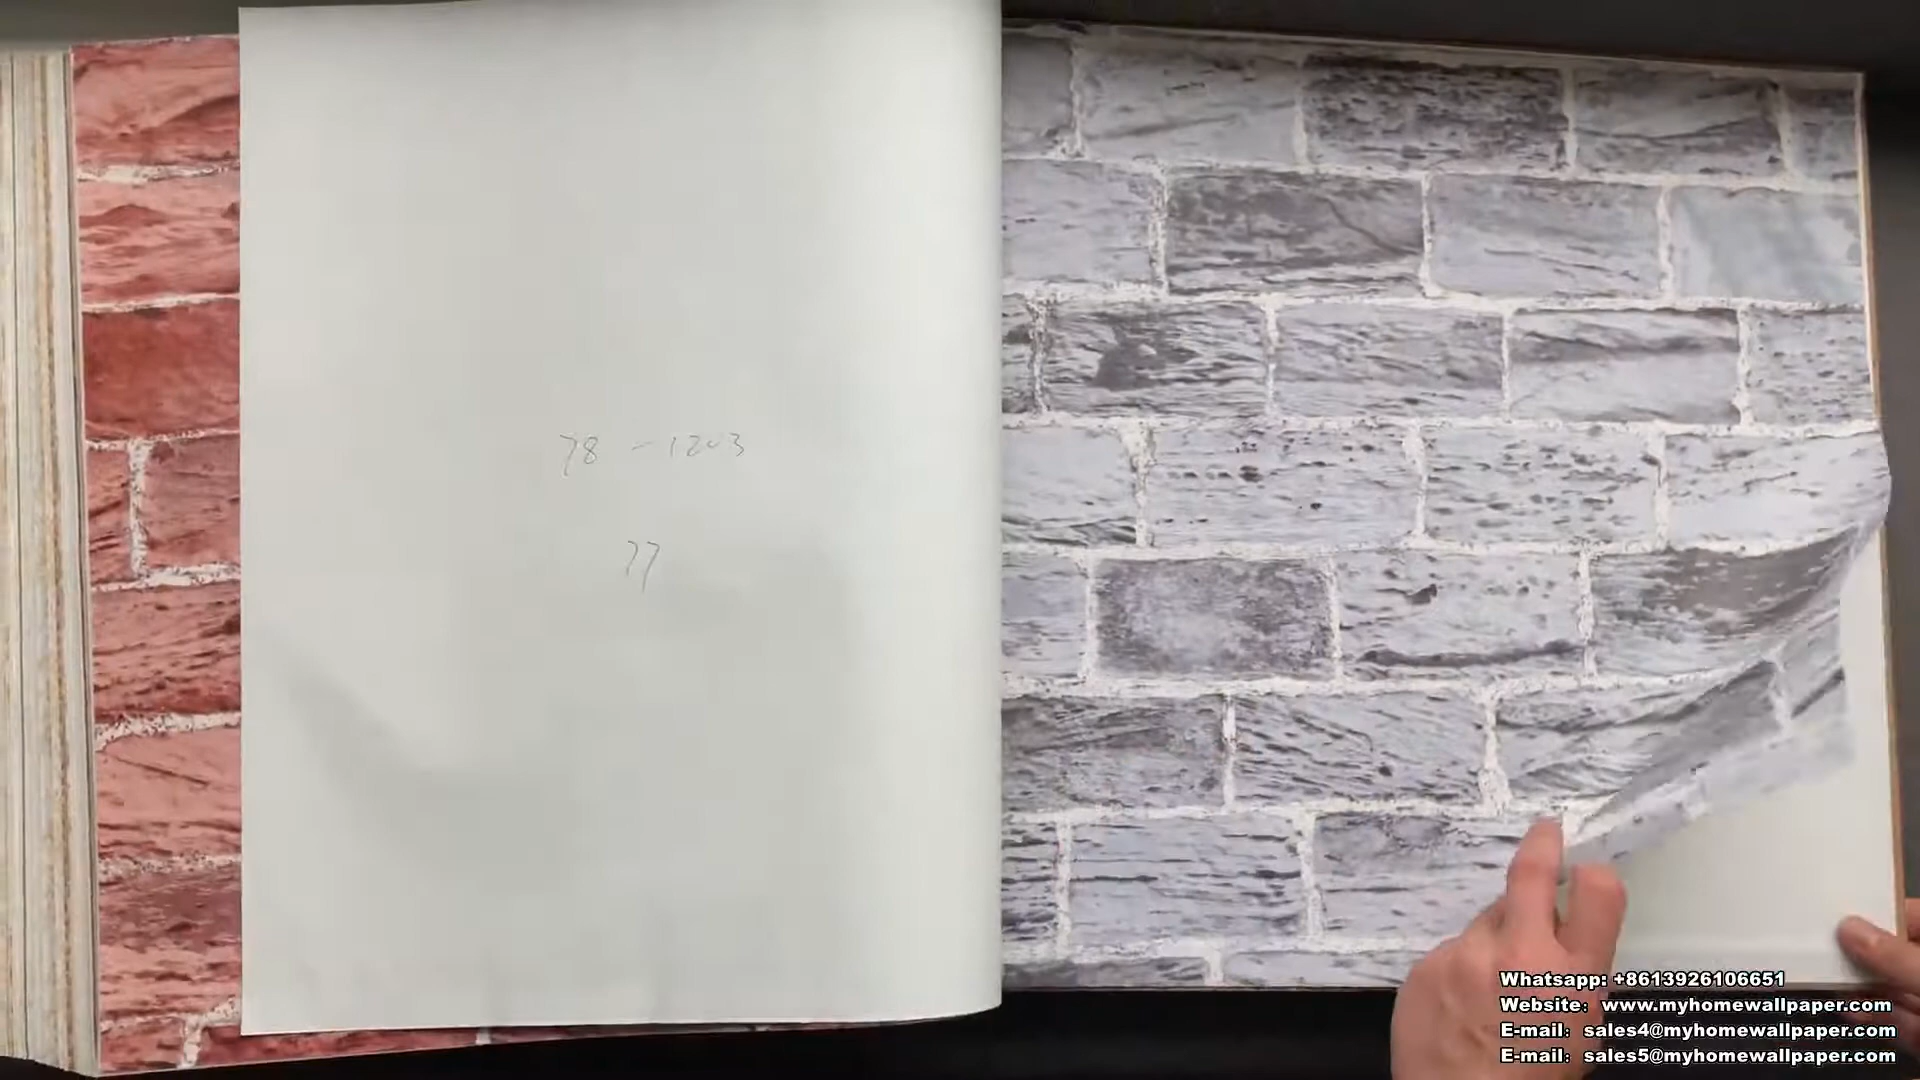 78 - 1203
77
Whatsapp: +8613926106651
Website: www.myhomewallpaper.com
E-mail: sales4@myhomewallpaper.com
E-mail: sales5@myhomewallpaper.com